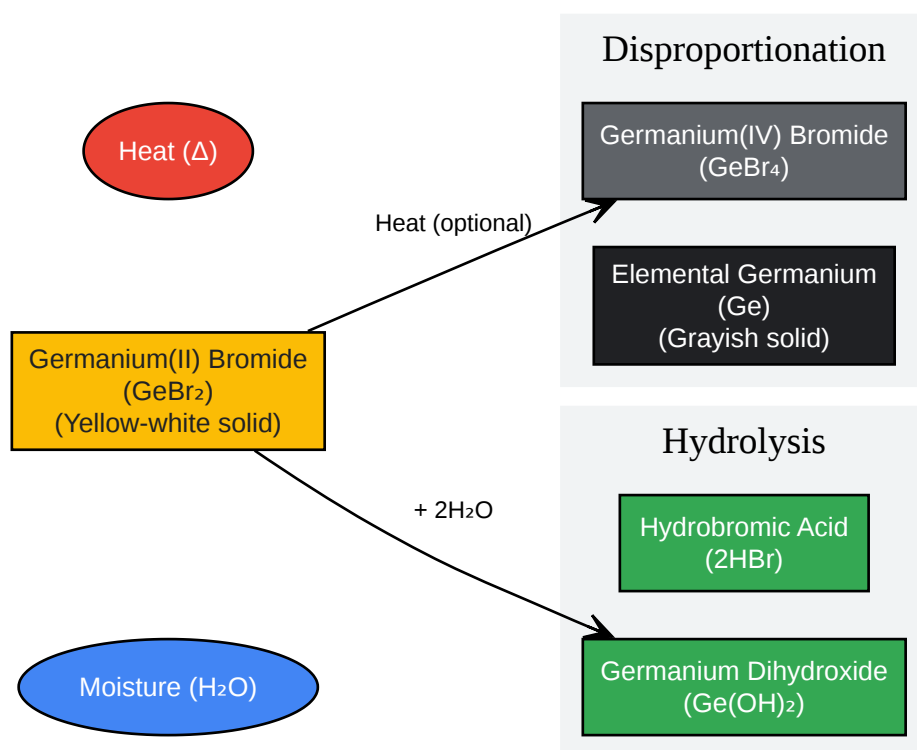 Disproportionation
Heat (Δ)
Germanium(IV) Bromide
(GeBr₄)
Heat (optional)
Elemental Germanium
(Ge)
(Grayish solid)
Germanium(II) Bromide
(GeBr₂)
(Yellow-white solid)
Hydrolysis
+ 2H₂O
Hydrobromic Acid
(2HBr)
Moisture (H₂O)
Germanium Dihydroxide
(Ge(OH)₂)